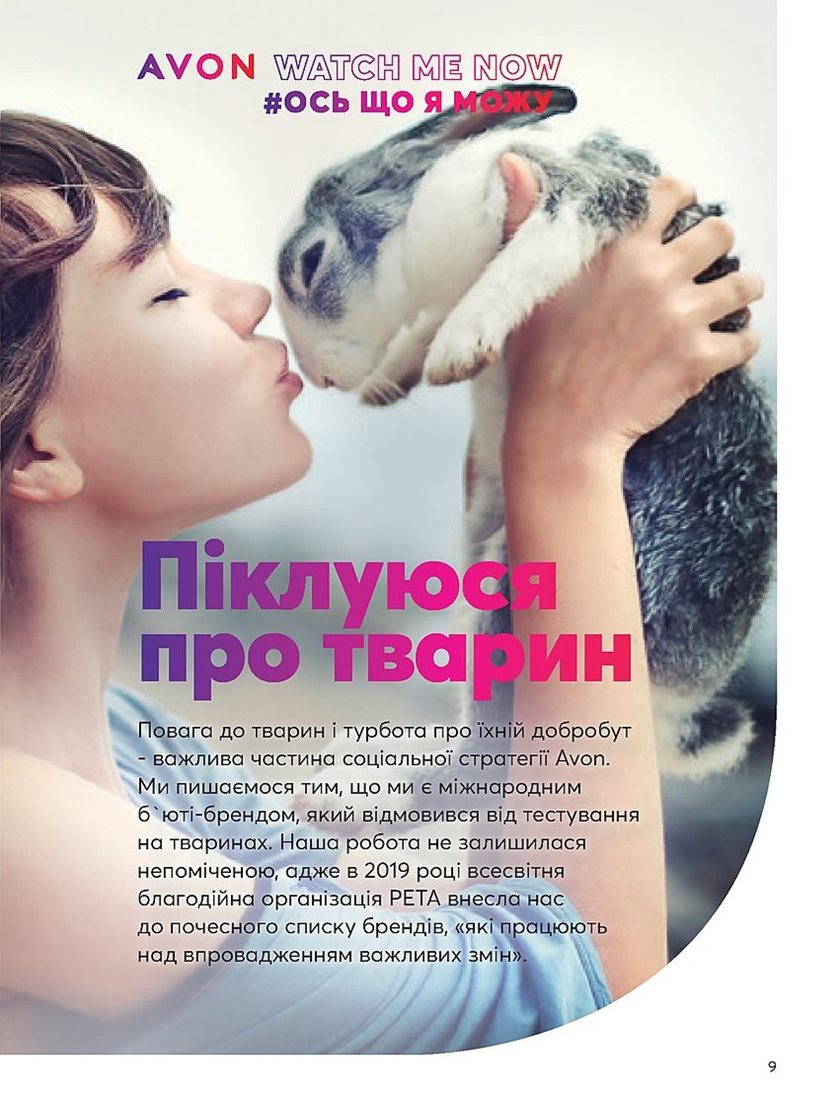 AVON WATCH ME NOW
#ОСЬ ЩО Я МОЖУ
Піклуюся
про тварин
Повага до тварин і турбота про їхній добробут
- важлива частина соціальної стратегії Avon.
Ми пишаємося тим, що ми є міжнародним
б`юті-брендом, який відмовився від тестування
на тваринах. Наша робота не залишилася
непоміченою, адже в 2019 році всесвітня
благодійна організація PETA внесла нас
до почесного списку брендів, «які працюють
над впровадженням важливих змін».
9